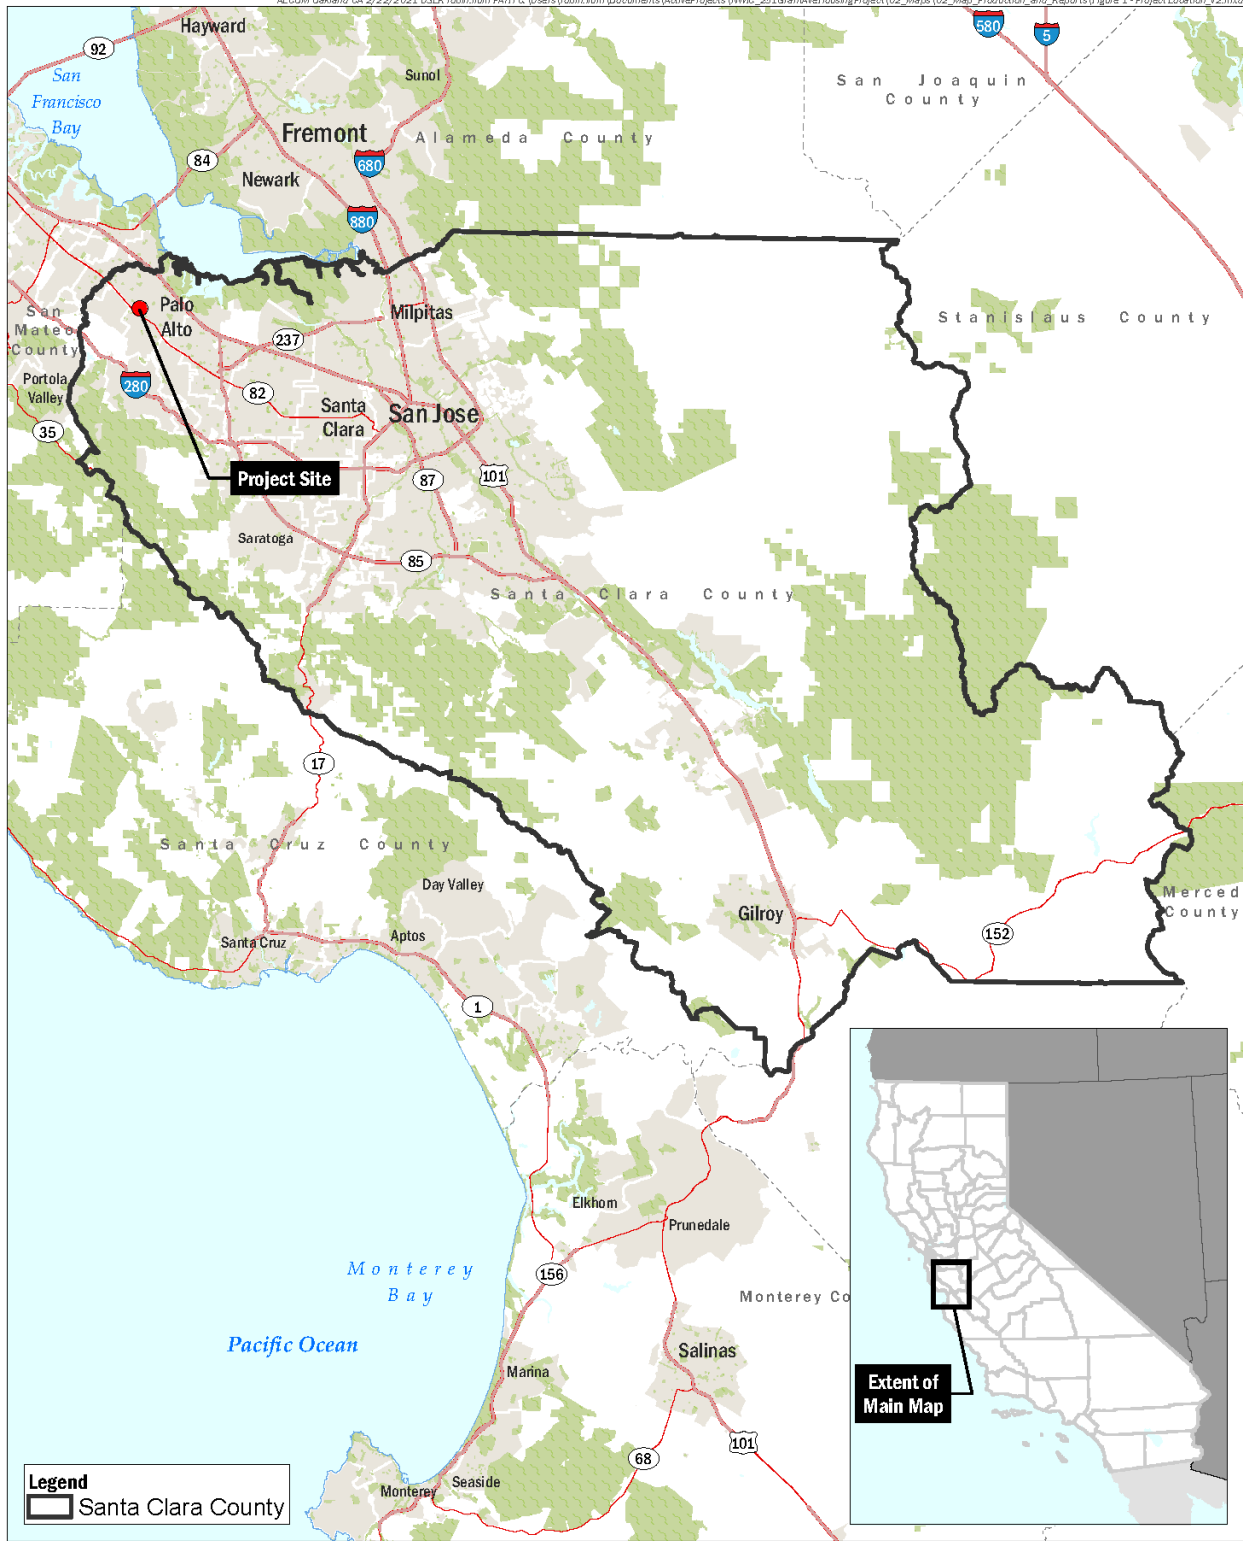 Hayward
580
5
92
San
Francisco
Bay
Sunol
San Joaquin
County
Fremont
Alameda County
84
680
Newark
880
Palo
Alto
San
Mateo
County
Milpitas
Stanislaus County
237
Portola
Valley
280
82
Santa
Clara
San Jose
35
Project Site
87
101
Saratoga
85
Santa Clara County
17
Santa Cruz County
Day Valley
Merced
County
Gilroy
152
Santa Cruz
Aptos
1
Elkhorn
Prunedale
Monterey
Bay
156
Monterey Co
Pacific Ocean
Salinas
Marina
Extent of
Main Map
101
68
Legend
Santa Clara County
Seaside
Monterey